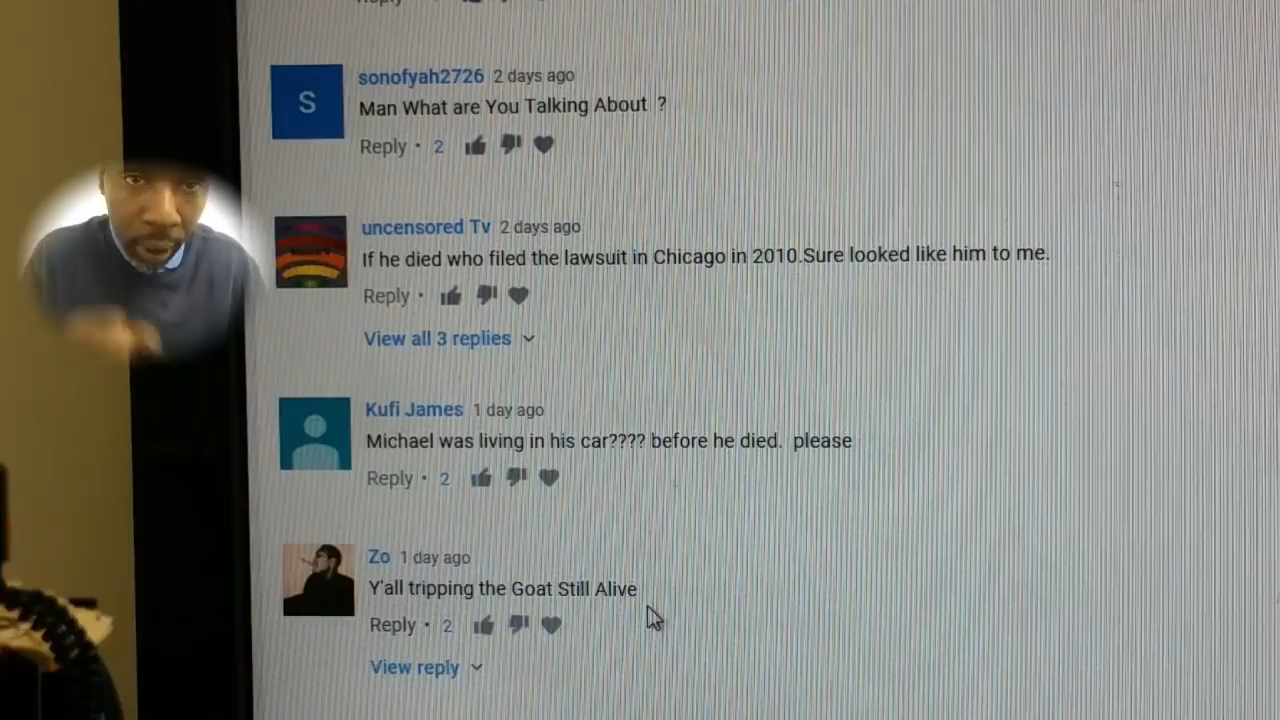 Reply
sonofyah2726 2 days ago
S
Man What are You Talking About ?
Reply · 2
uncensored Tv 2 days ago
If he died who filed the lawsuit in Chicago in 2010.Sure looked like him to me.
Reply ·
View all 3 replies
Kufi James 1 day ago
Michael was living in his car???? before he died. please
Reply · 2
Zo 1 day ago
Y'all tripping the Goat Still Alive
Reply · 2
View reply